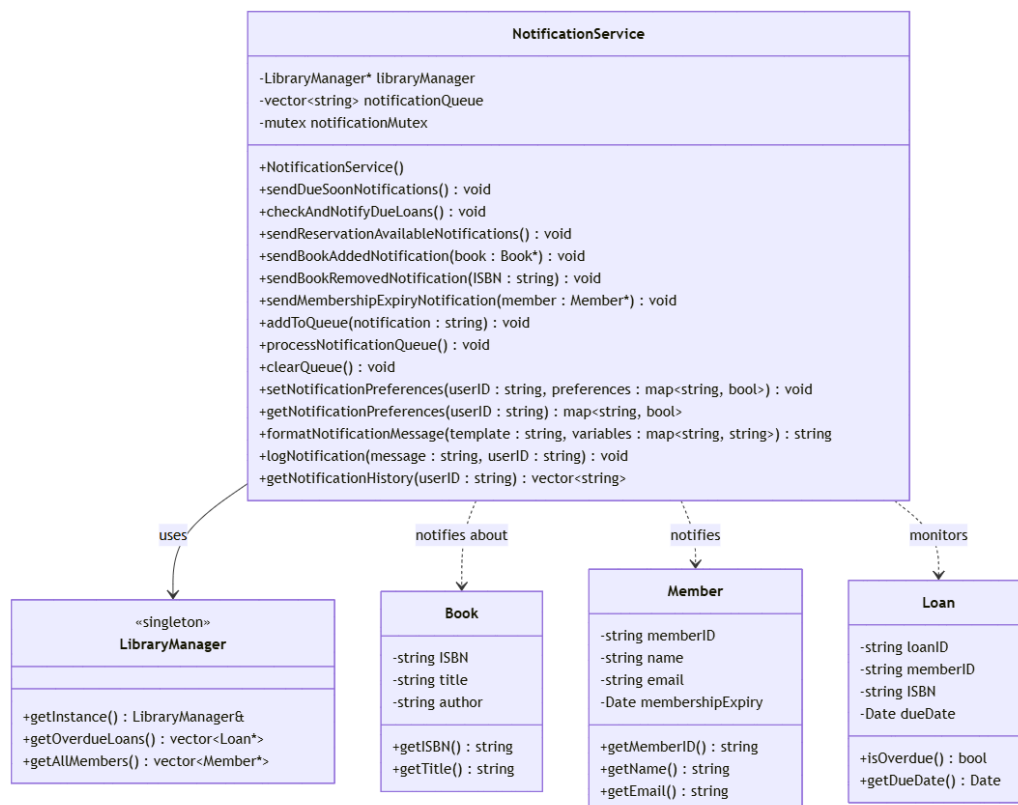 NotificationService
-LibraryManager* libraryManager
-vector<string> notificationQueue
-mutex notificationMutex
+NotificationService()
+sendDueSoonNotifications() : void
+checkAndNotifyDueLoans() : void
+sendReservationAvailableNotifications() : void
+sendBookAddedNotification(book : Book*) : void
+sendBookRemovedNotification(ISBN : string) : void
+sendMembershipExpiryNotification(member : Member*) : void
+addToQueue(notification : string) : void
+processNotificationQueue() : void
+clearQueue() : void
+setNotificationPreferences(userID : string, preferences : map<string, bool>) : void
+getNotificationPreferences(userID : string) : map<string, bool>
+formatNotificationMessage(template : string, variables : map<string, string>) : string
+logNotification(message : string, userID : string) : void
+getNotificationHistory(userID : string) : vector<string>
uses
notifies about
notifies
monitors
«singleton»
LibraryManager
+getInstance() : LibraryManager&
+getOverdueLoans() : vector<Loan*>
+getAllMembers() : vector<Member*>
Book
-string ISBN
-string title
-string author
+getISBN() : string
+getTitle() : string
Member
-string memberID
-string name
-string email
-Date membershipExpiry
+getMemberID() : string
+getName() : string
+getEmail() : string
Loan
-string loanID
-string memberID
-string ISBN
-Date dueDate
+isOverdue() : bool
+getDueDate() : Date